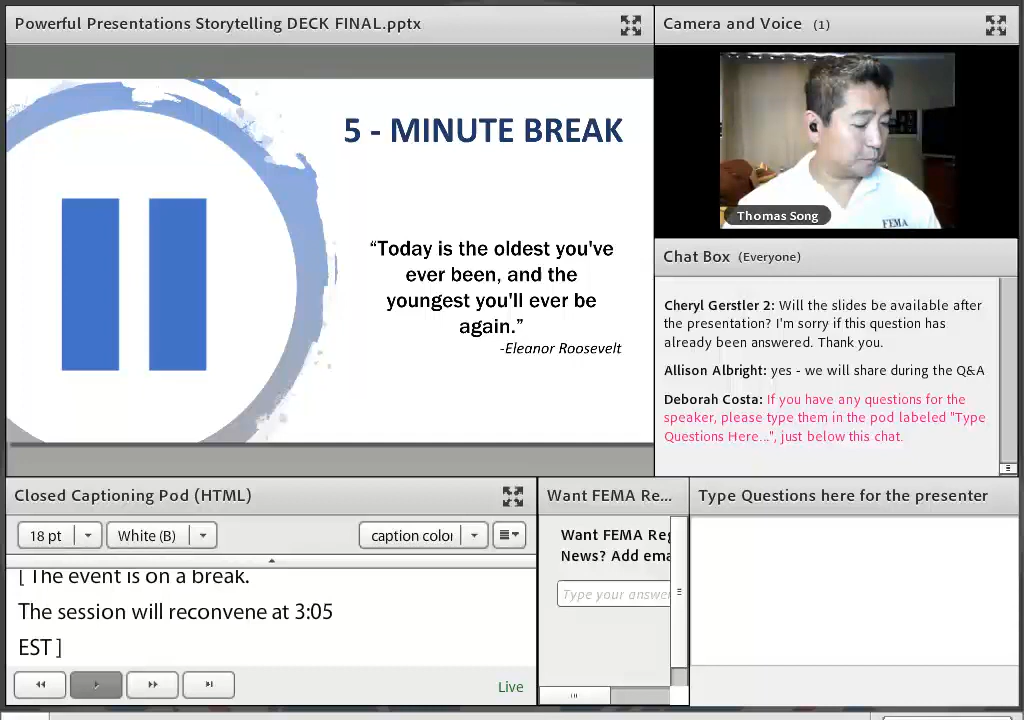 Powerful Presentations Storytelling DECK FINAL.pptx
5 - MINUTE BREAK
“Today is the oldest you've
ever been, and the
youngest you'll ever be
again.”
-Eleanor Roosevelt
Camera and Voice (1)
FEMA
Thomas Song
Chat Box (Everyone)
Cheryl Gerstler 2: Will the slides be available after
the presentation? I'm sorry if this question has
already been answered. Thank you.
Allison Albright: yes - we will share during the Q&A
Deborah Costa: If you have any questions for the
speaker, please type them in the pod labeled "Type
Questions Here...", just below this chat.
Closed Captioning Pod (HTML)
18 pt
White (B)
caption color
[ The event is on a break.
The session will reconvene at 3:05
EST ]
Live
Want FEMA Re...
Want FEMA Reg
News? Add ema
Type your answer
Type Questions here for the presenter